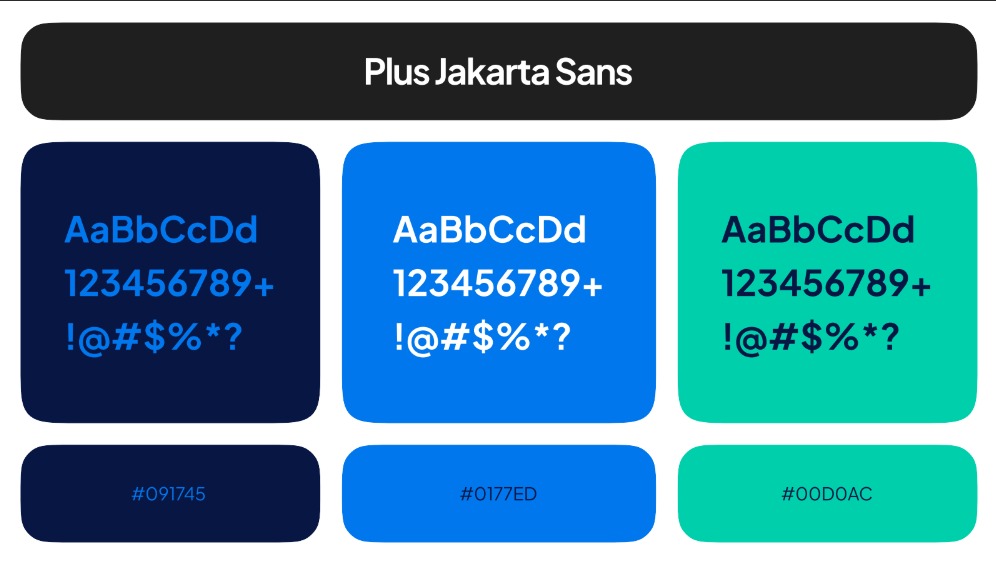 Plus Jakarta Sans
AaBbCcDd
123456789+
!@#$%*?
AaBbCcDd
123456789+
!@#$%*?
AaBbCcDd
123456789+
!@#$%*?
#091745
#0177ED
#00D0AC